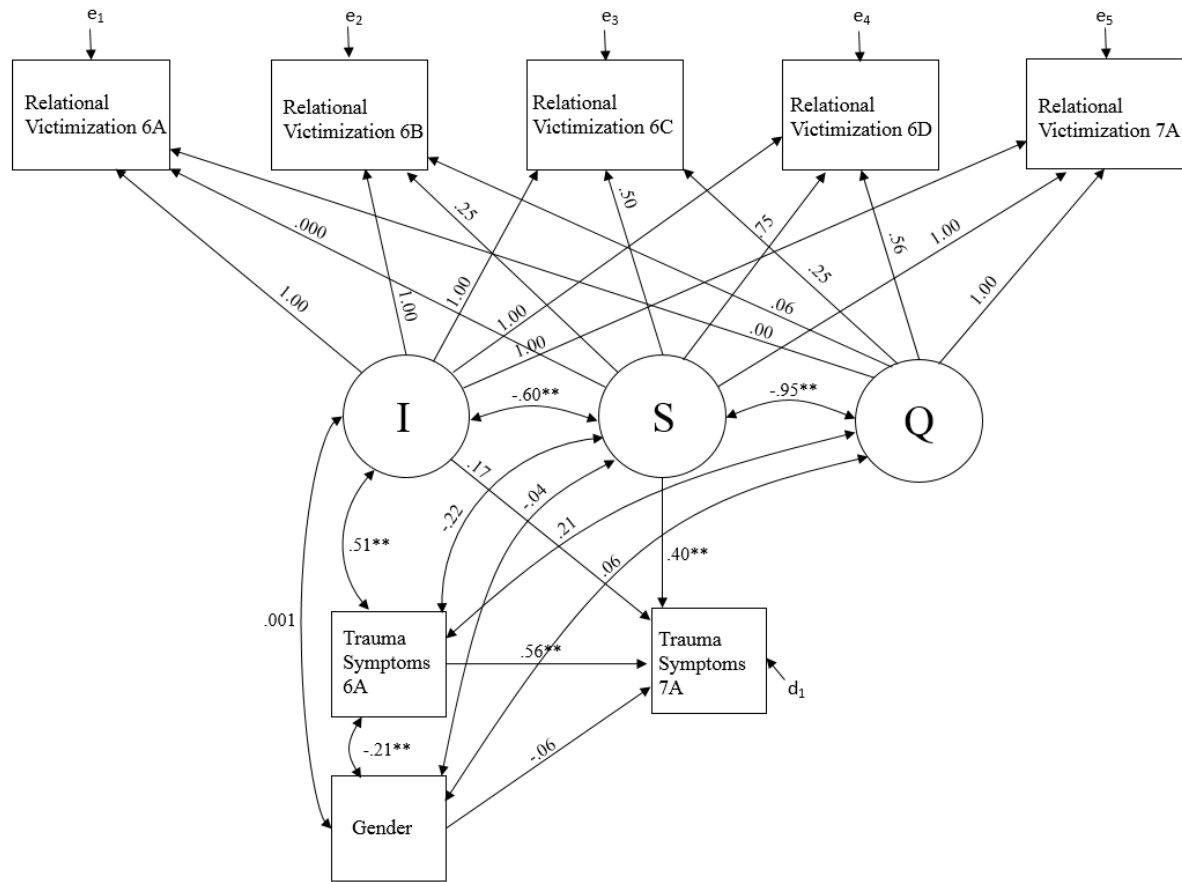 e1
e2
e3
e4
e5
Relational
Victimization 6A
Relational
Victimization 6B
Relational
Victimization 6C
Relational
Victimization 6D
Relational
Victimization 7A
.25
.50
.75
.56
1.00
.000
1.00
1.00
1.00
1.00
1.00
.25
.06
.00
1.00
I
-.60**
S
-.95**
Q
.17
-.22
-.04
.21
.06
.40**
.51**
.001
Trauma
Symptoms
6A
.56**
Trauma
Symptoms
7A
d1
-.21**
-.06
Gender